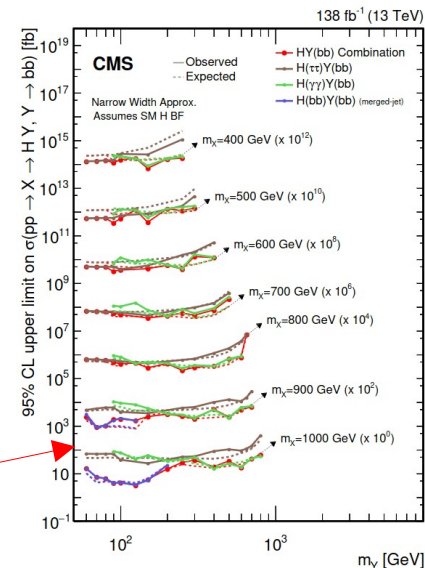 138 fb⁻¹ (13 TeV)
CMS
Observed
Expected
Narrow Width Approx.
Assumes SM H BF
HY(bb) Combination
H(ττ)Y(bb)
H(γγ)Y(bb)
H(bb)Y(bb) (merged-jet)
95% CL upper limit on σ(pp → X → H Y, Y → bb) [fb]
10¹⁹
10¹⁷
10¹⁵
10¹³
10¹¹
10⁹
10⁷
10⁵
10³
10
10⁻¹
m_X=400 GeV (x 10¹²)
m_X=500 GeV (x 10¹⁰)
m_X=600 GeV (x 10⁸)
m_X=700 GeV (x 10⁶)
m_X=800 GeV (x 10⁴)
m_X=900 GeV (x 10²)
m_X=1000 GeV (x 10⁰)
10²
10³
m_Y [GeV]